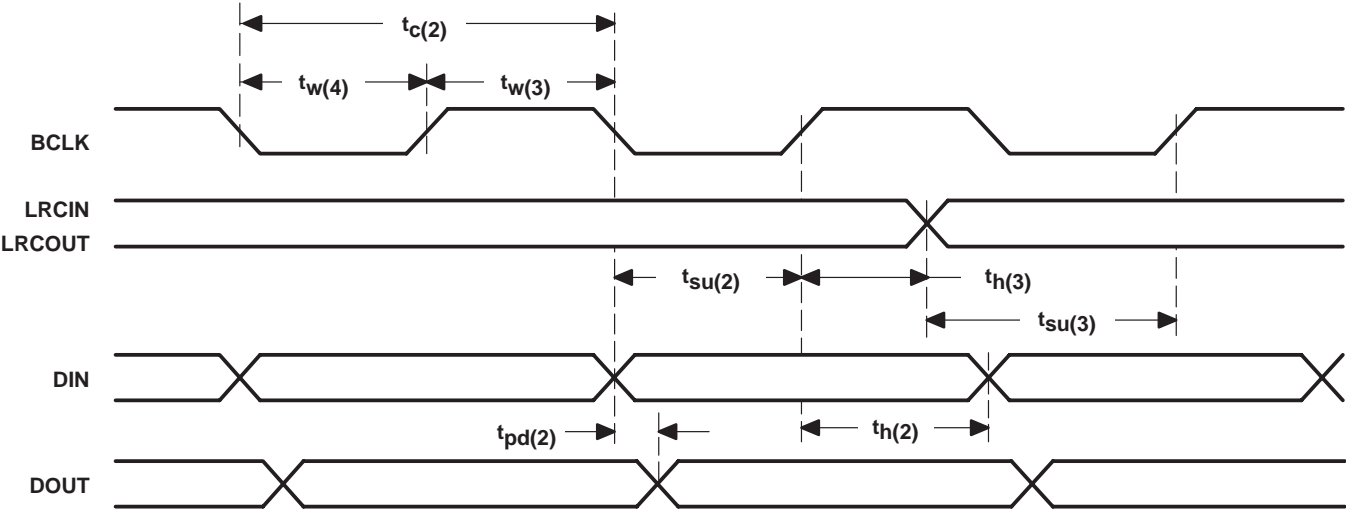 tc(2)
tw(4)
tw(3)
BCLK
LRCIN
LRCOUT
tsu(2)
th(3)
tsu(3)
DIN
tpd(2)
th(2)
DOUT